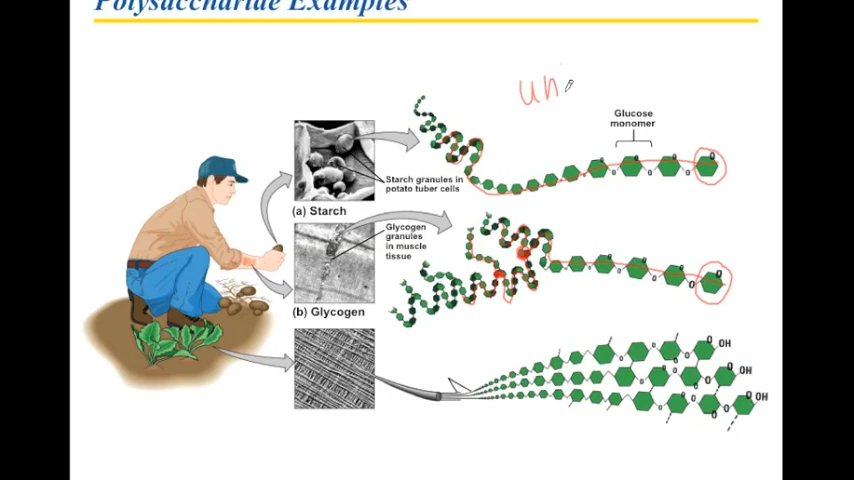 Polysaccharide Examples
un
Glucose
monomer
Starch granules in
potato tuber cells
(a) Starch
Glycogen
granules
in muscle
tissue
(b) Glycogen
O
O
O
O
O
O
O
O
O
O
O OH
O OH
O OH